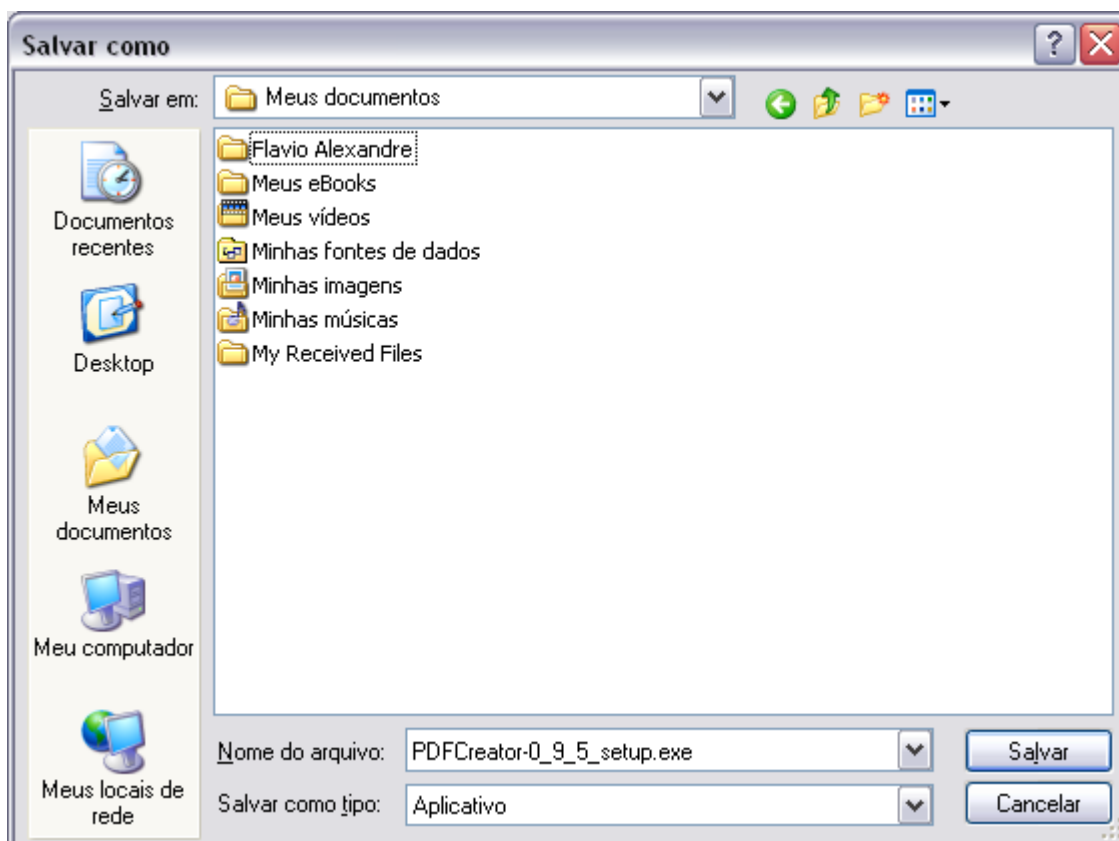 Salvar como
Salvar em:
Meus documentos
Documentos
recentes
Desktop
Meus
documentos
Meu computador
Meus locais de
rede
Flavio Alexandre
Meus eBooks
Meus vídeos
Minhas fontes de dados
Minhas imagens
Minhas músicas
My Received Files
Nome do arquivo:
PDFCreator-0_9_5_setup.exe
Salvar
Salvar como tipo:
Aplicativo
Cancelar